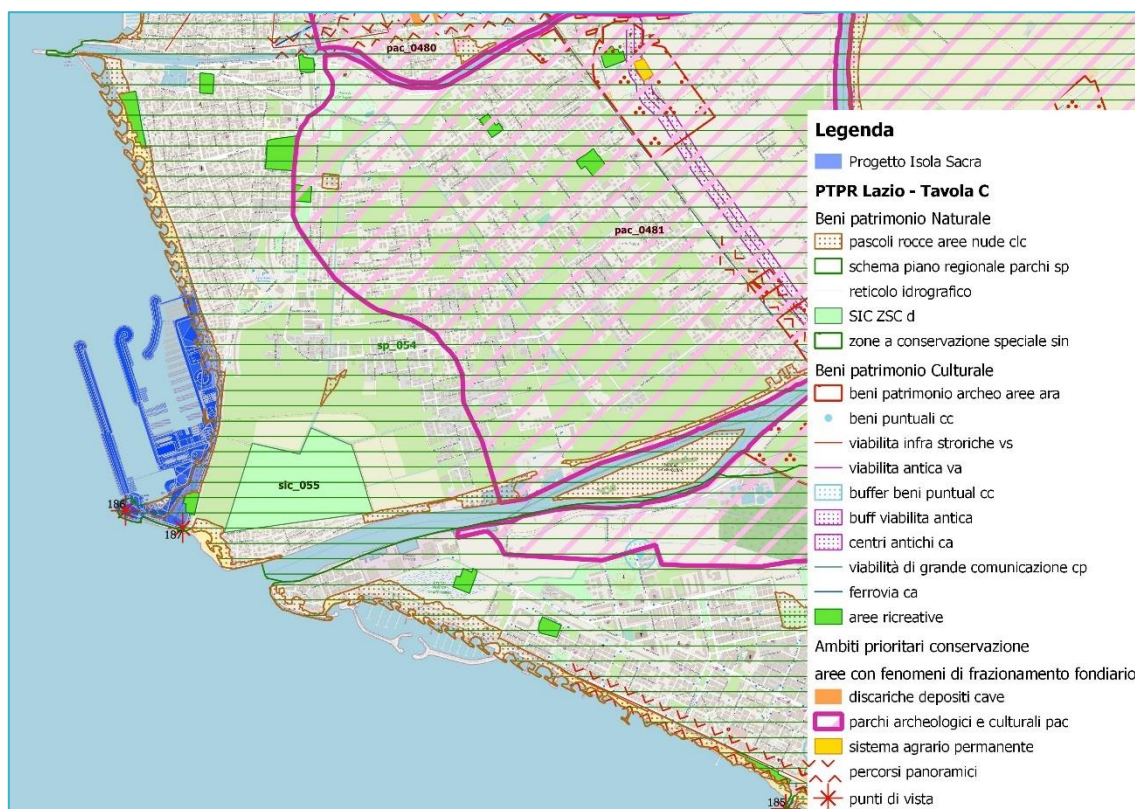 pac_0480
pac_0481
sp_054
sic_055
186
187
185
Legenda
Progetto Isola Sacra
PTPR Lazio - Tavola C
Beni patrimonio Naturale
pascoli rocce aree nude clc
schema piano regionale parchi sp
reticolo idrografico
SIC ZSC d
zone a conservazione speciale sin
Beni patrimonio Culturale
beni patrimonio archeo aree ara
beni puntuali cc
viabilita infra stroriche vs
viabilita antica va
buffer beni puntual cc
buff viabilita antica
centri antichi ca
viabilità di grande comunicazione cp
ferrovia ca
aree ricreative
Ambiti prioritari conservazione
aree con fenomeni di frazionamento fondiario
discariche depositi cave
parchi archeologici e culturali pac
sistema agrario permanente
percorsi panoramici
punti di vista